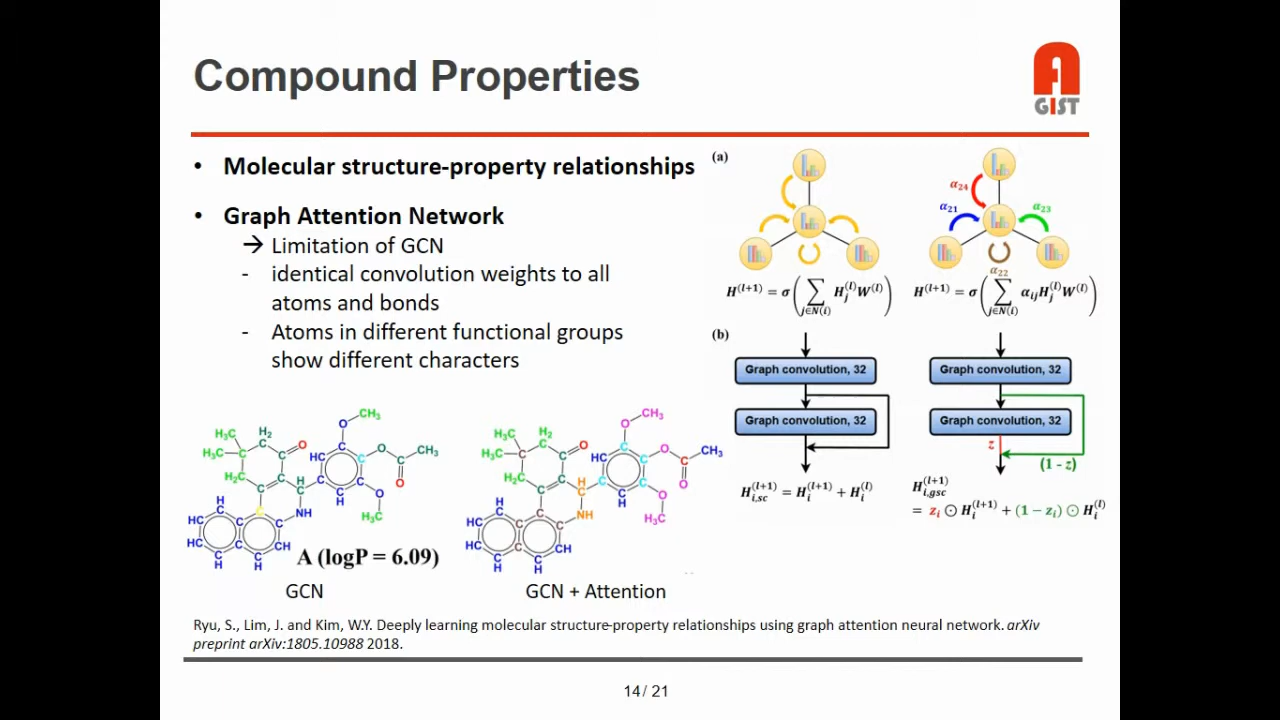 Compound Properties
GIST
• Molecular structure-property relationships
• Graph Attention Network
→ Limitation of GCN
- identical convolution weights to all
atoms and bonds
- Atoms in different functional groups
show different characters
(a)
α₂₄
α₂₁
α₂₃
α₂₂
H^(l+1) = σ(∑_{j∈N(i)} H_j^(l) W^(l))
H^(l+1) = σ(∑_{j∈N(i)} α_ij H_j^(l) W^(l))
(b)
Graph convolution, 32
Graph convolution, 32
Graph convolution, 32
Graph convolution, 32
z
(1 - z)
H_{i,sc}^(l+1) = H_i^(l+1) + H_i^(l)
H_{i,gsc}^(l+1)
= z_i ⊙ H_i^(l+1) + (1 − z_i) ⊙ H_i^(l)
A (logP = 6.09)
GCN
GCN + Attention
Ryu, S., Lim, J. and Kim, W.Y. Deeply learning molecular structure-property relationships using graph attention neural network. arXiv
preprint arXiv:1805.10988 2018.
14/ 21